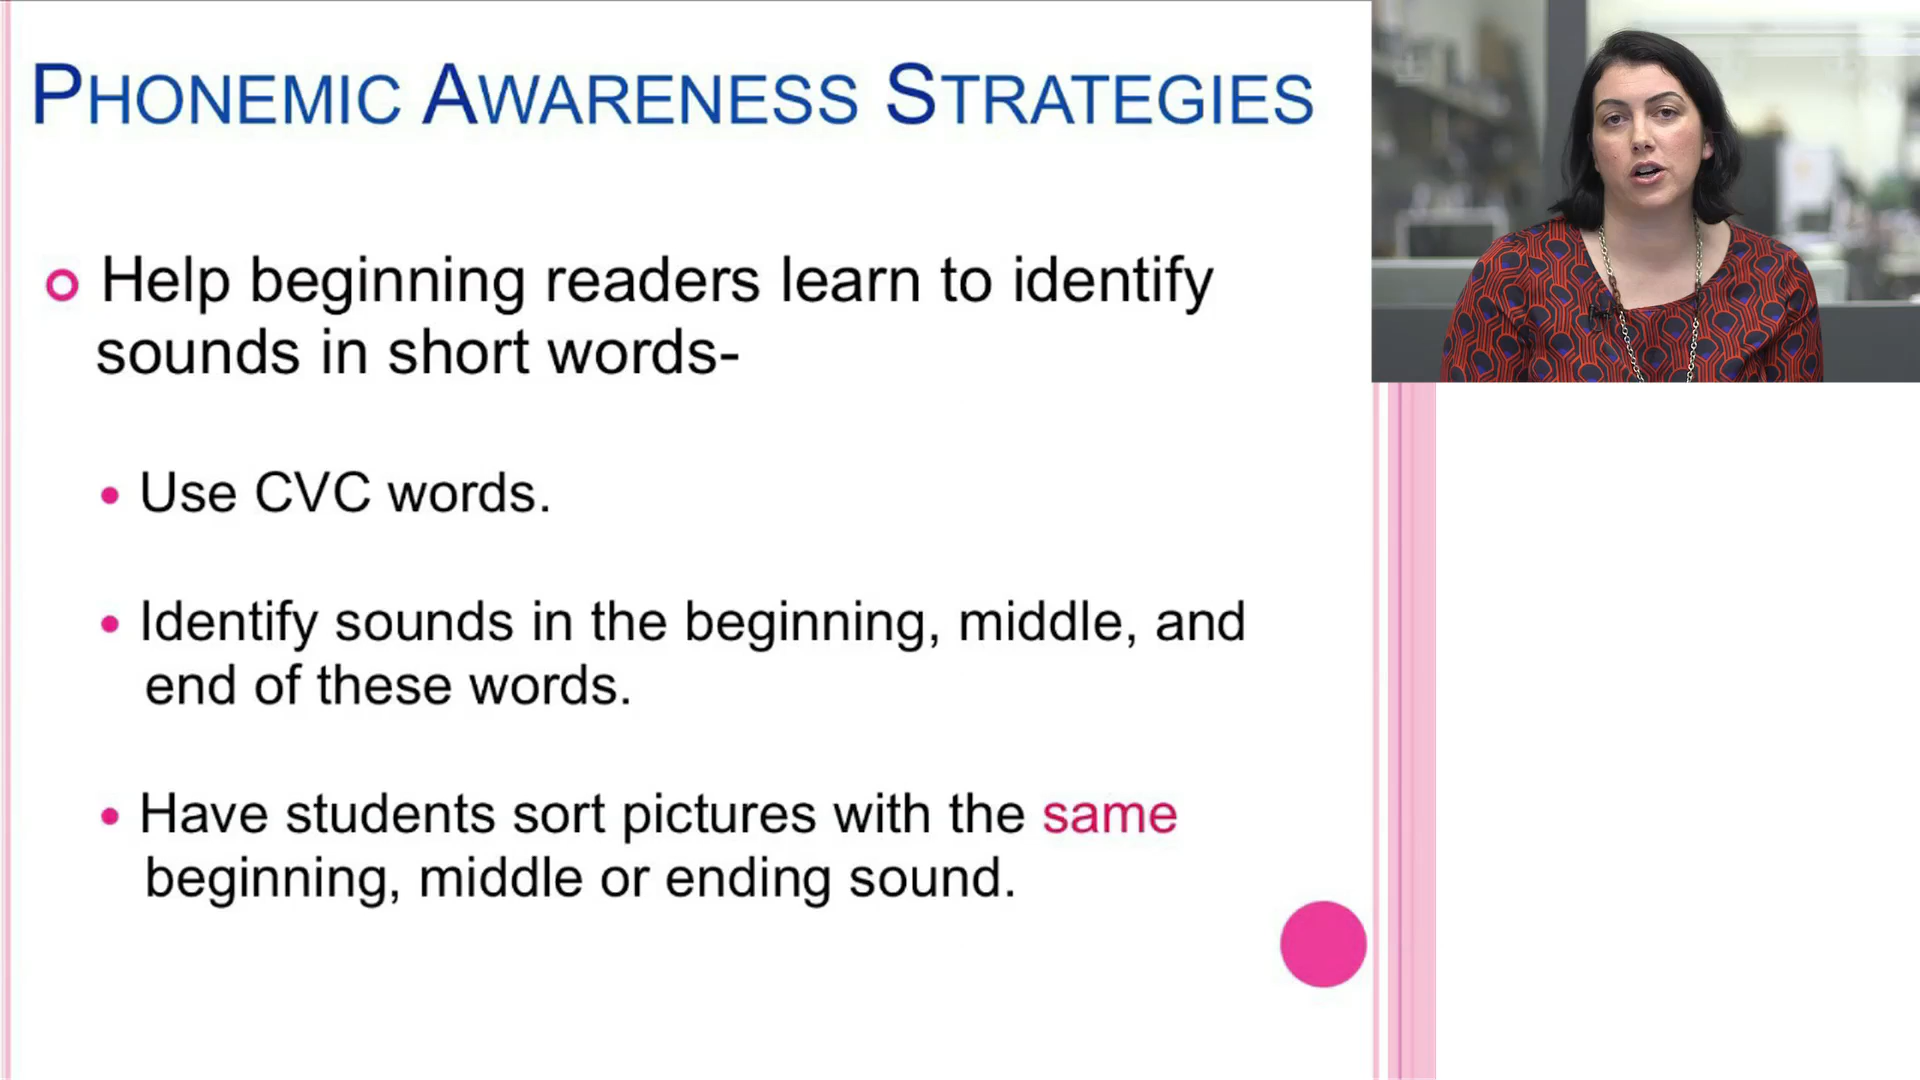 PHONEMIC AWARENESS STRATEGIES
Help beginning readers learn to identify
sounds in short words-
Use CVC words.
Identify sounds in the beginning, middle, and
end of these words.
Have students sort pictures with the same
beginning, middle or ending sound.